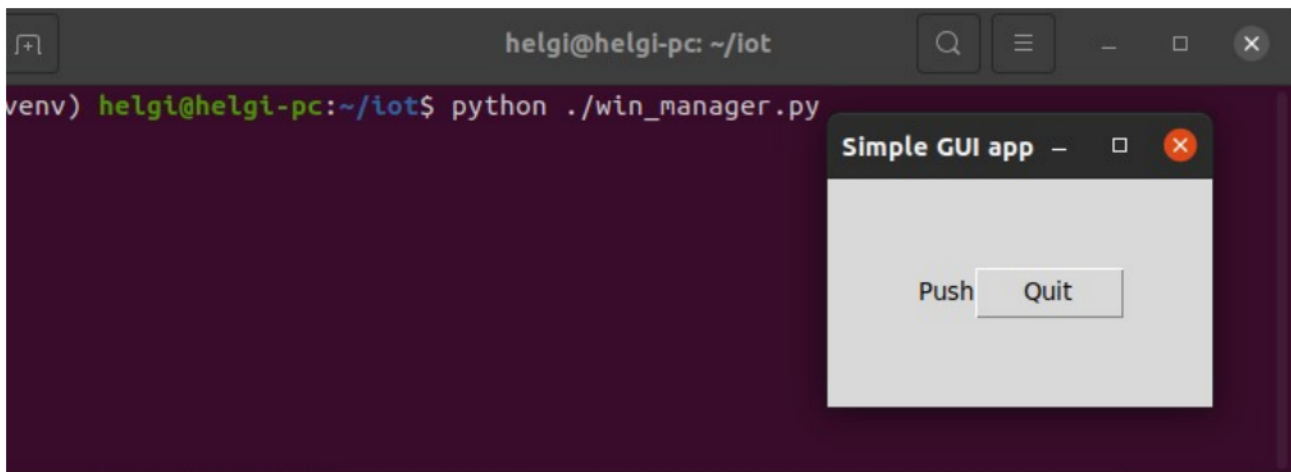 helgi@helgi-pc: ~/iot
venv) helgi@helgi-pc:~/iot$ python ./win_manager.py
Simple GUI app
Push Quit